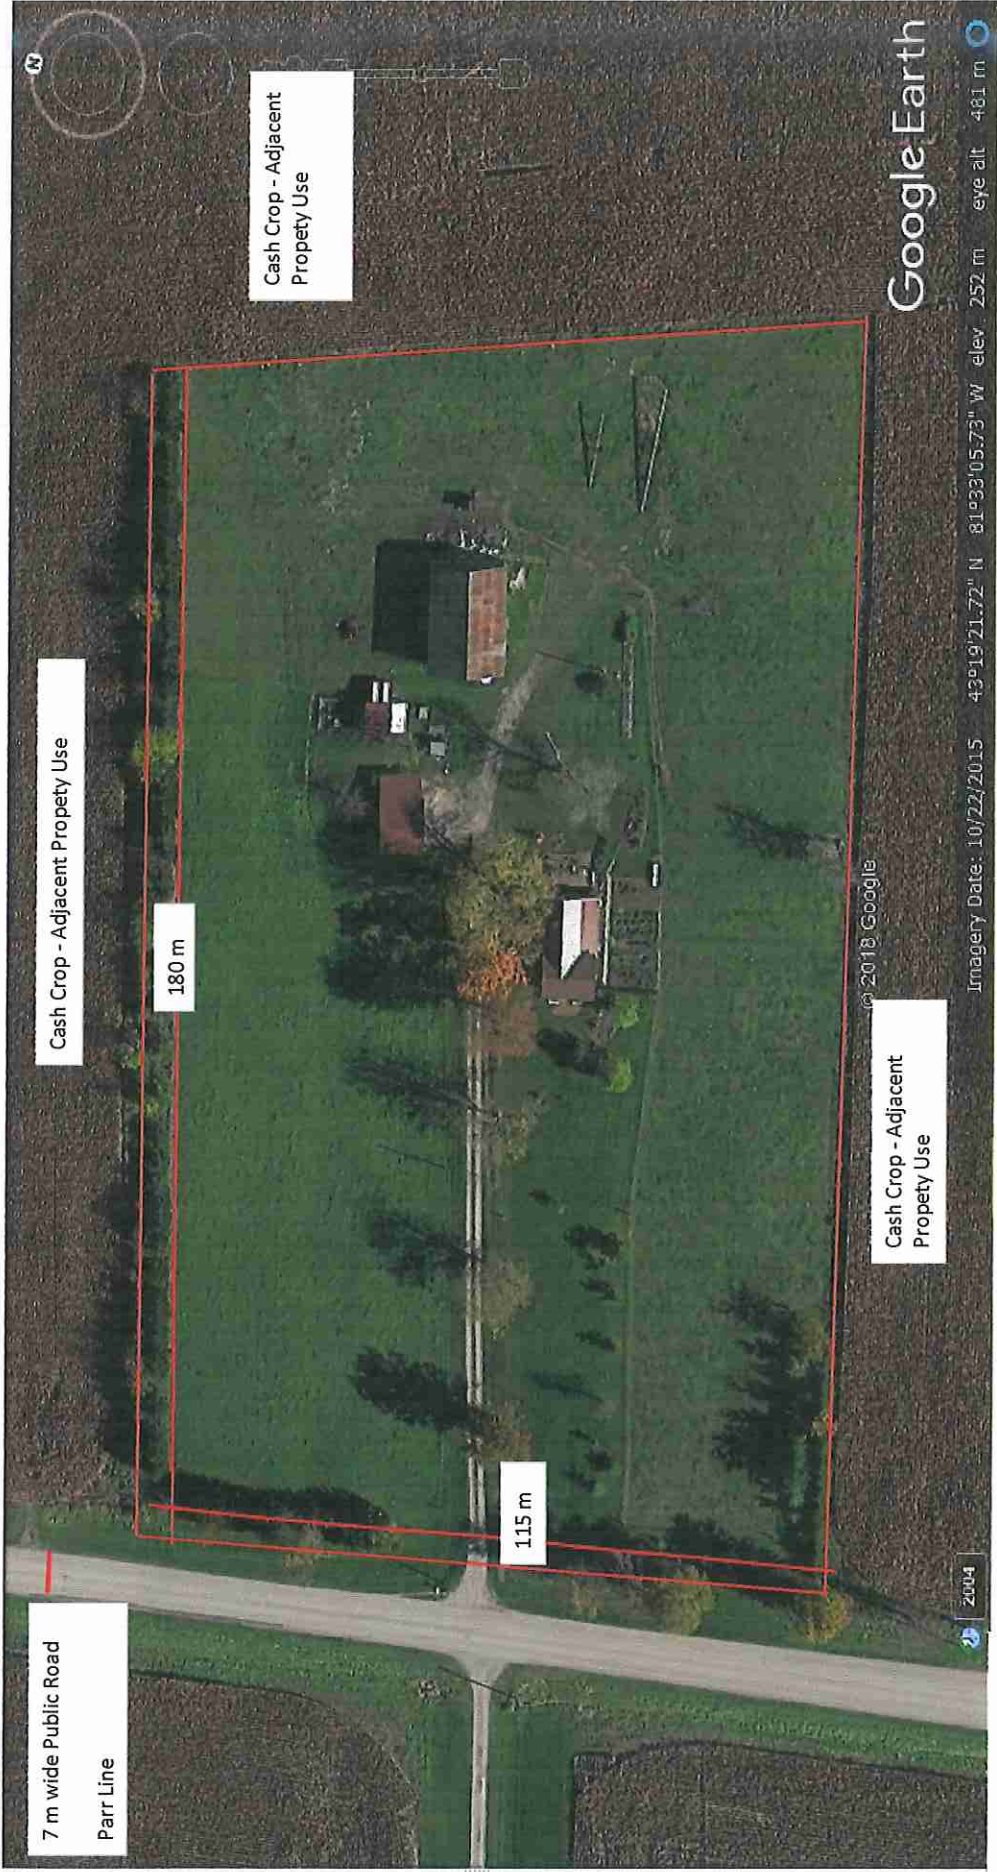 7 m wide Public Road
Parr Line
Cash Crop - Adjacent Propety Use
Cash Crop - Adjacent
Propety Use
N
180 m
115 m
Cash Crop - Adjacent
Propety Use
© 2018 Google
Google Earth
2004
Imagery Date: 10/22/2015 43°19'21.72" N 81°33'05.73" W elev 252 m eye alt 481 m